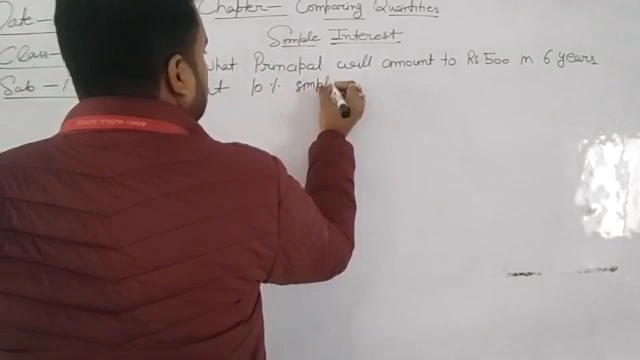 Date- Chapter- Comparing Quantities
Class- Simple Interest
What Principal will amount to Rs 500 in 6 years
Sub.- at 10% simple